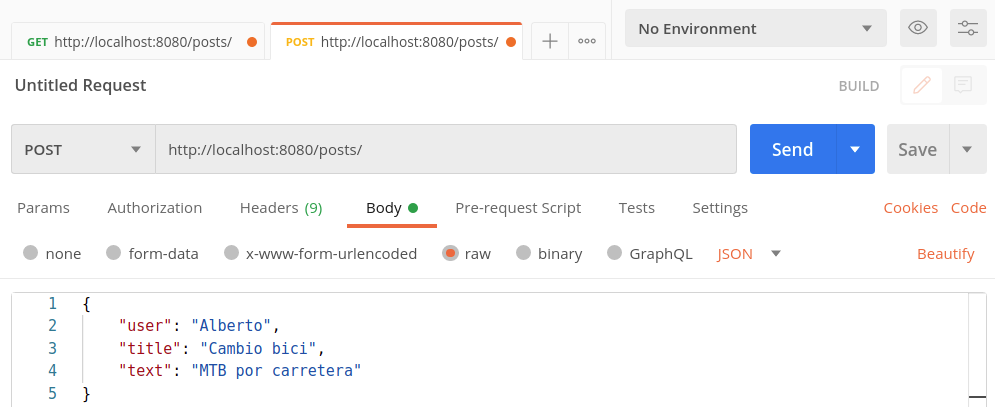 GET http://localhost:8080/posts/ POST http://localhost:8080/posts/ No Environment
Untitled Request BUILD
POST http://localhost:8080/posts/ Send Save
Params Authorization Headers (9) Body Pre-request Script Tests Settings Cookies Code
none form-data x-www-form-urlencoded raw binary GraphQL JSON Beautify
1 {
2 "user": "Alberto",
3 "title": "Cambio bici",
4 "text": "MTB por carretera"
5 }